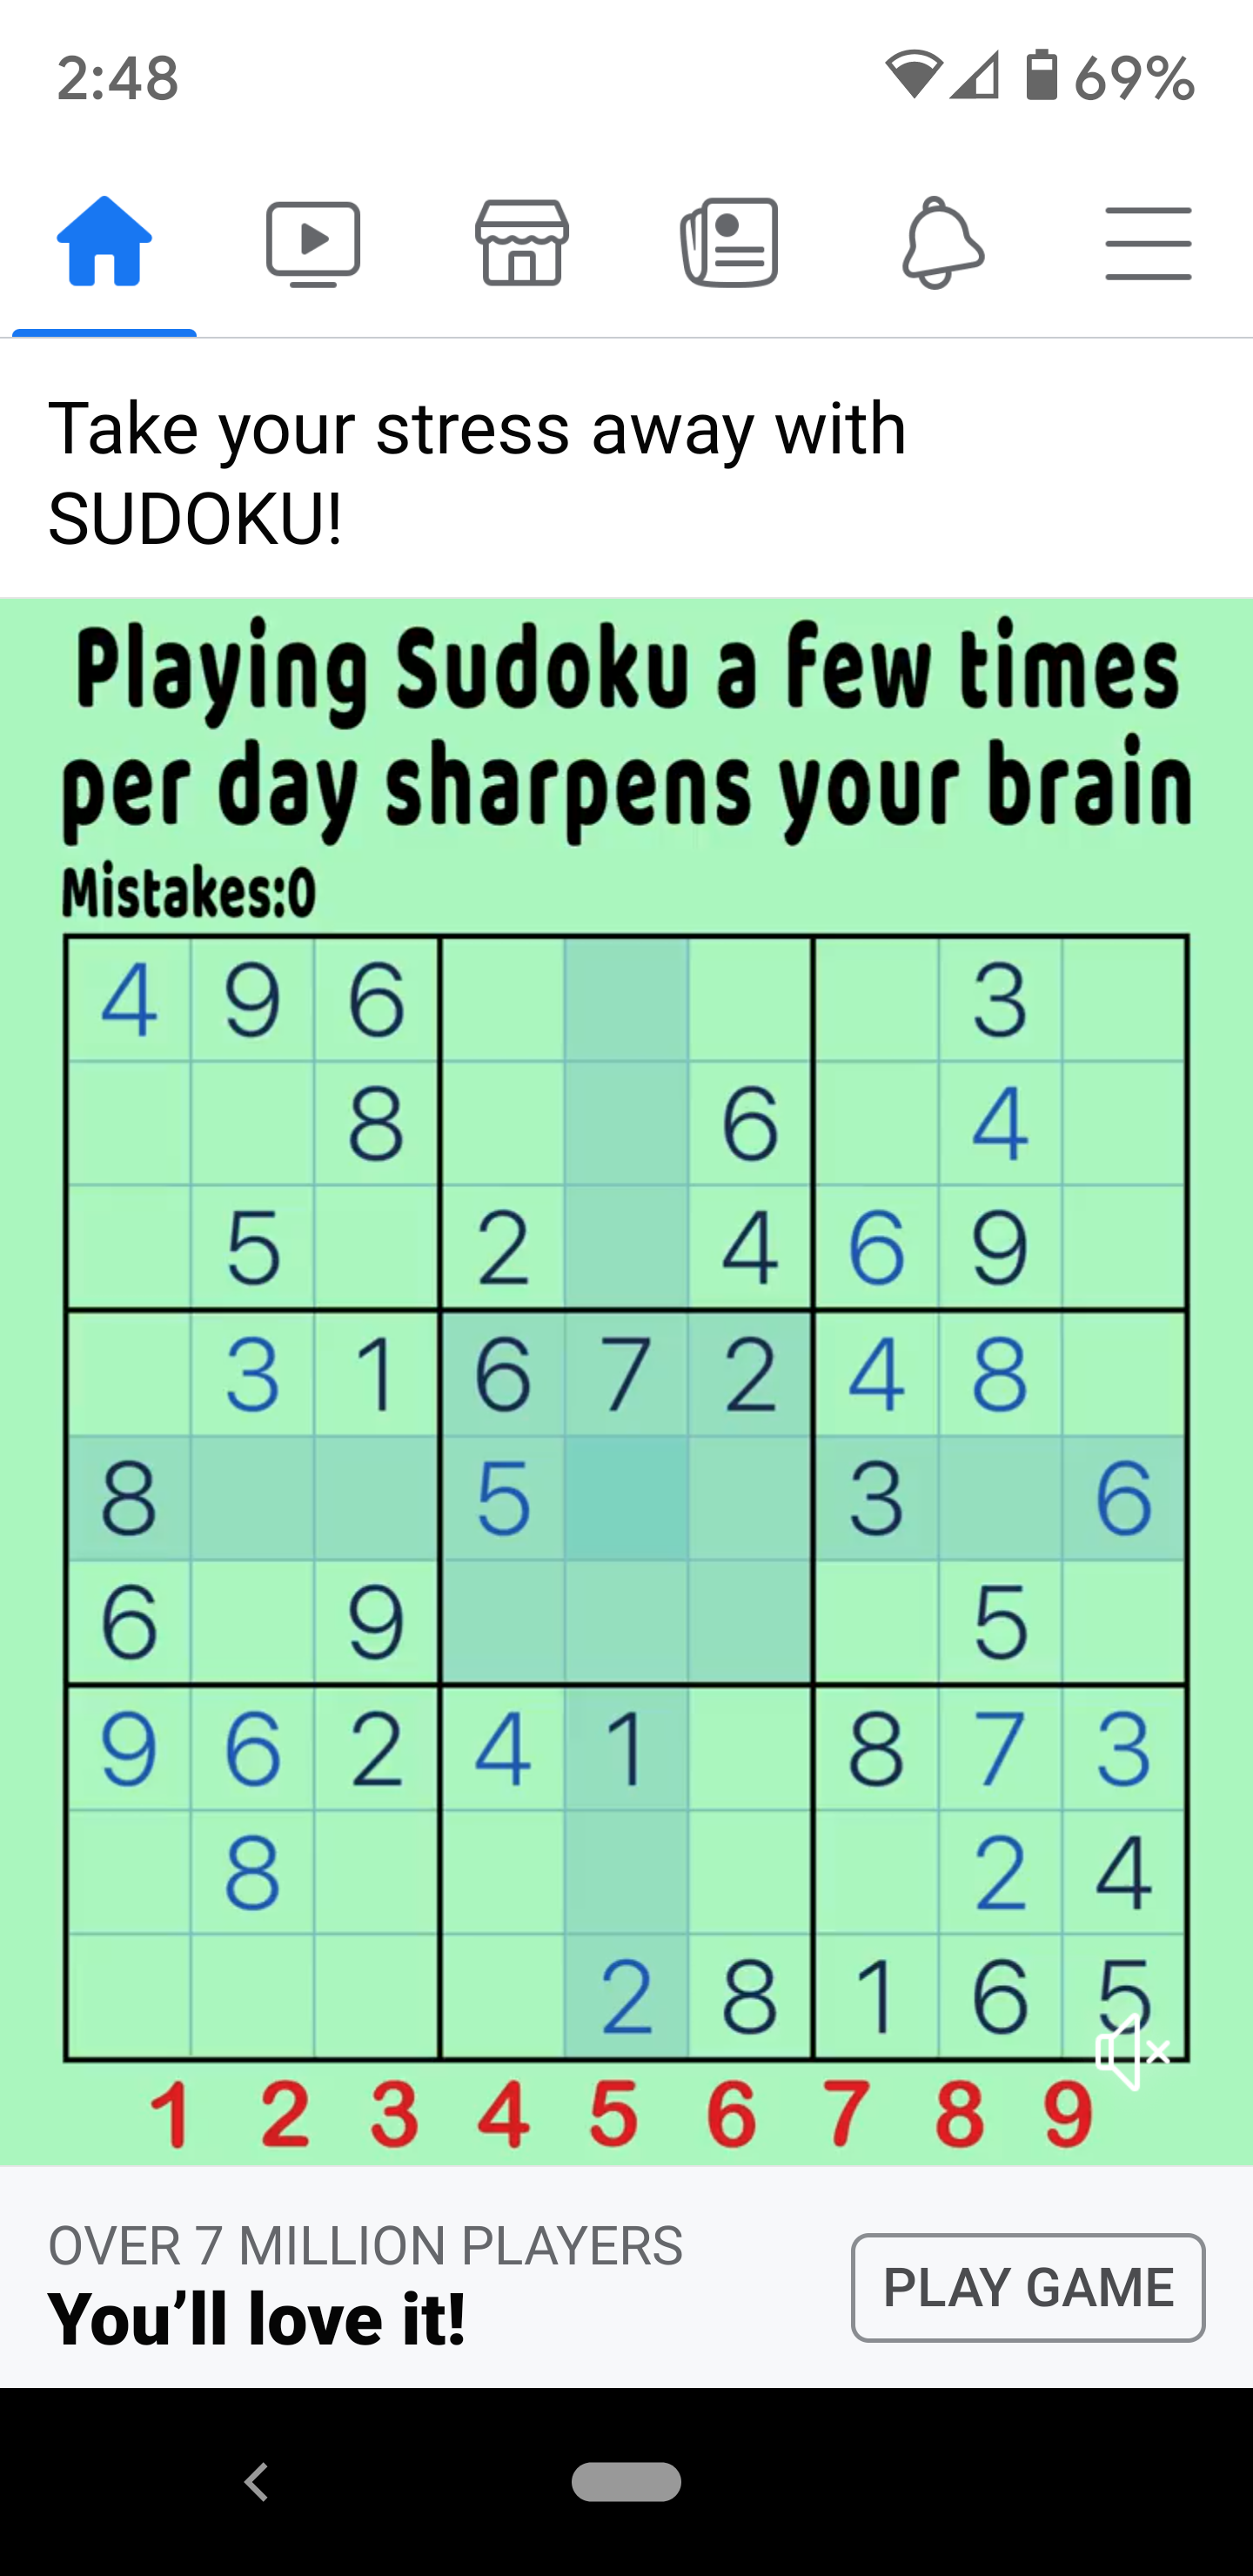 2:48 69%
Take your stress away with
SUDOKU!
Playing Sudoku a few times
per day sharpens your brain
Mistakes:0
4 9 6 3
8 6 4
5 2 4 6 9
3 1 6 7 2 4 8
8 5 3 6
6 9 5
9 6 2 4 1 8 7 3
8 2 4
2 8 1 6 5
1 2 3 4 5 6 7 8 9
OVER 7 MILLION PLAYERS
You’ll love it!
PLAY GAME